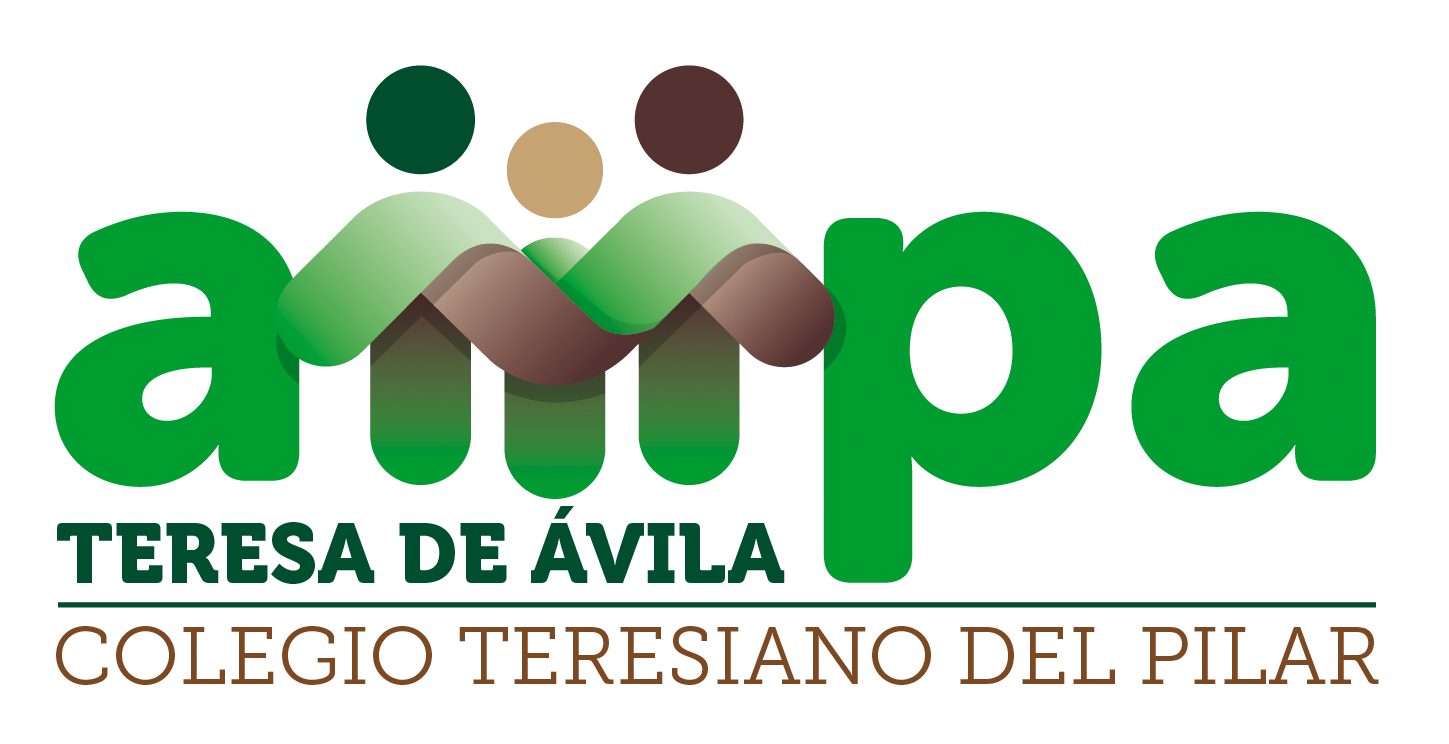 ampa
TERESA DE ÁVILA
COLEGIO TERESIANO DEL PILAR